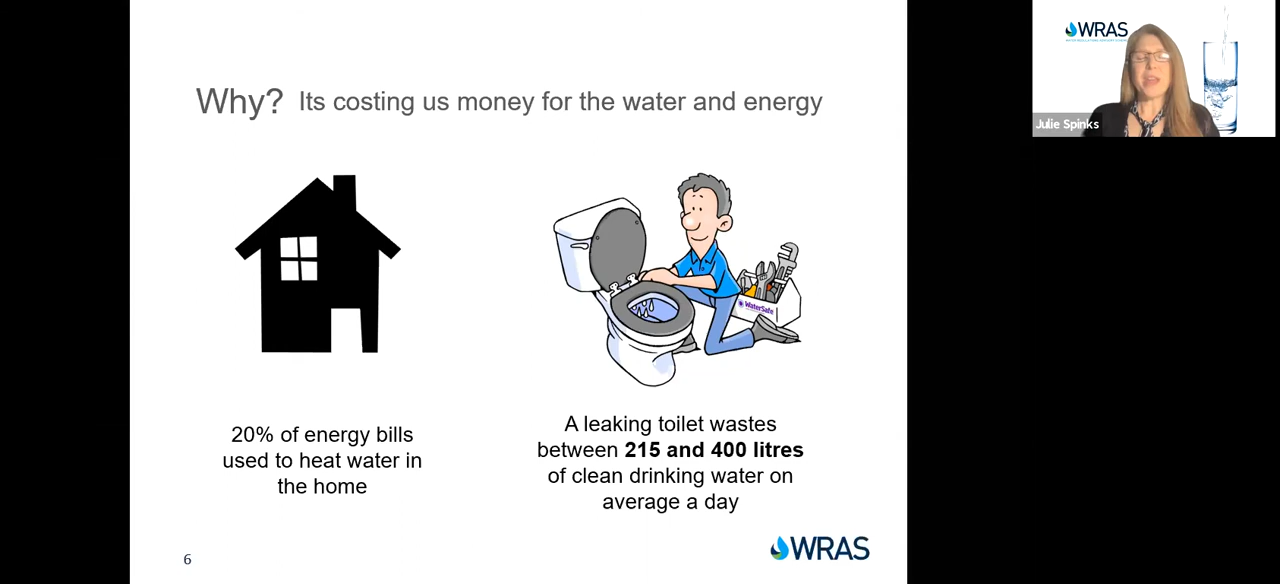 Why? Its costing us money for the water and energy
WaterSafe
20% of energy bills
used to heat water in
the home
A leaking toilet wastes
between 215 and 400 litres
of clean drinking water on
average a day
6
WRAS
WRAS
Julie Spinks